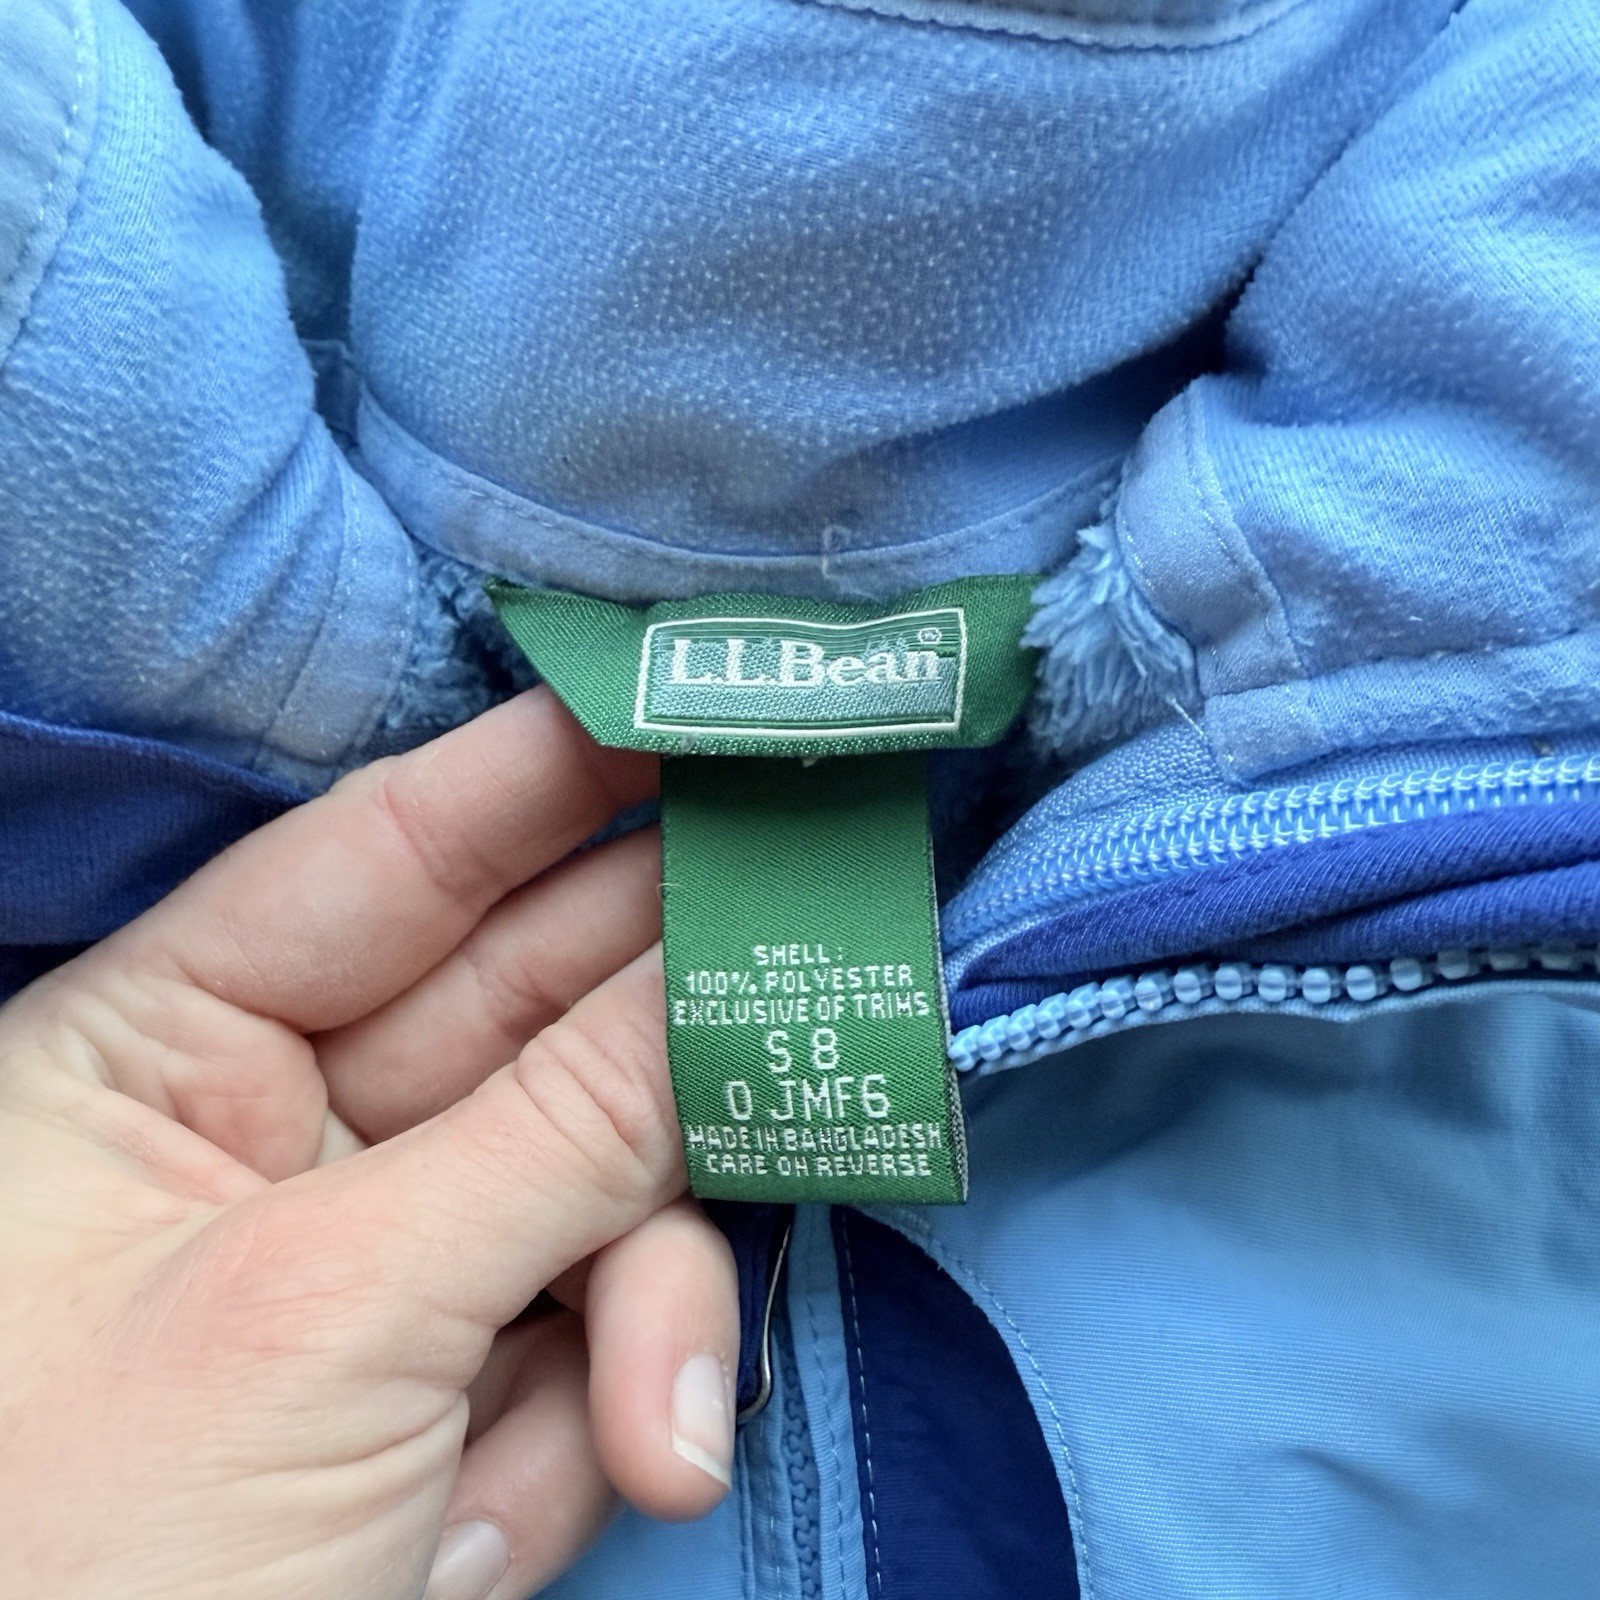 L.L.Bean
SHELL:
100% POLYESTER
EXCLUSIVE OF TRIMS
S 8
0 JMF6
MADE IN BANGLADESH
CARE ON REVERSE